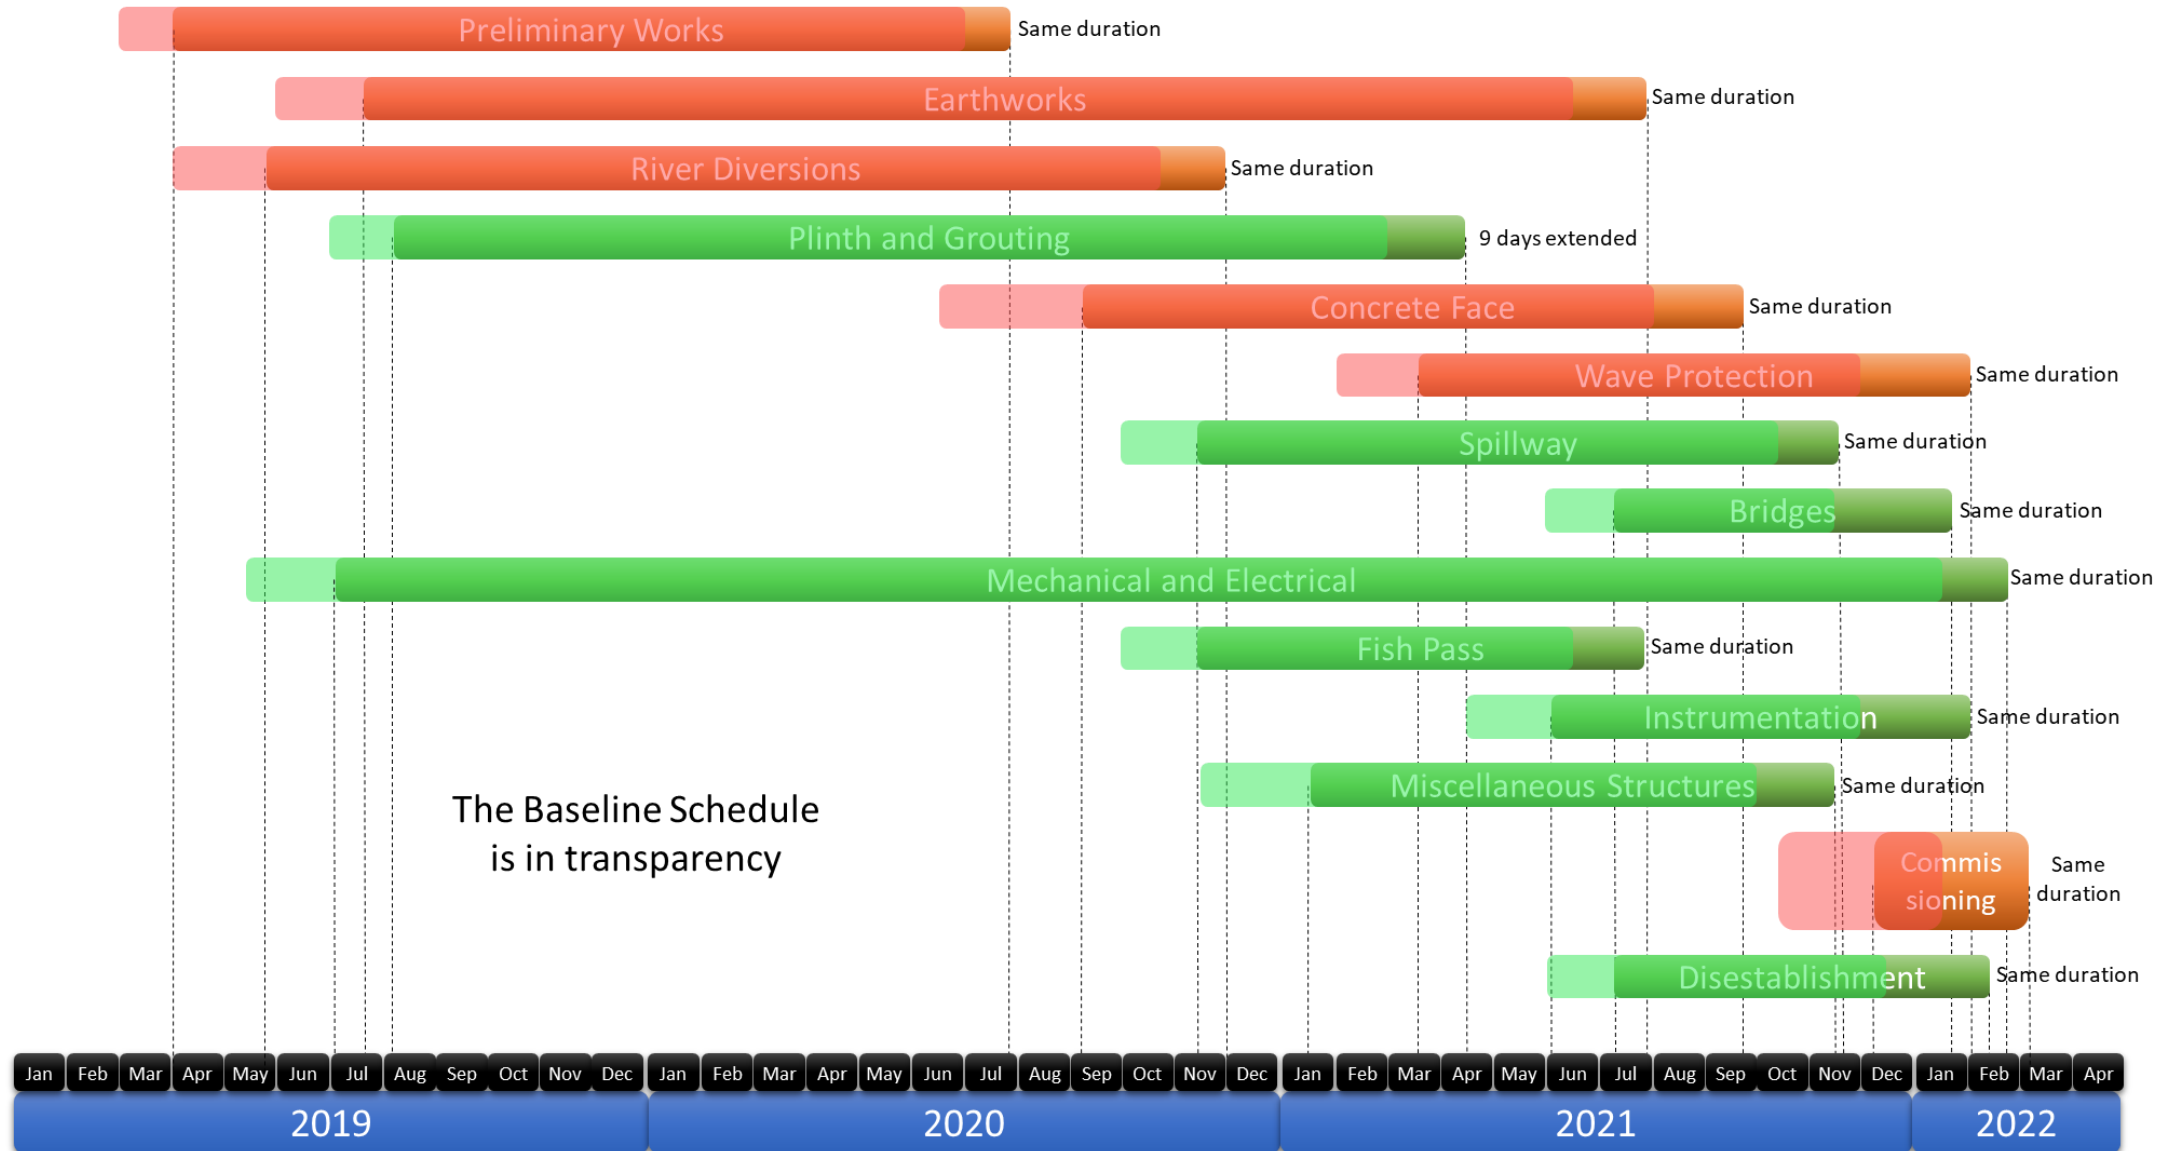 Preliminary Works Same duration
Earthworks Same duration
River Diversions Same duration
Plinth and Grouting 9 days extended
Concrete Face Same duration
Wave Protection Same duration
Spillway Same duration
Bridges Same duration
Mechanical and Electrical Same duration
Fish Pass Same duration
Instrumentation Same duration
Miscellaneous Structures Same duration
The Baseline Schedule
is in transparency
Commis
sioning
Same
duration
Disestablishment Same duration
Jan Feb Mar Apr May Jun Jul Aug Sep Oct Nov Dec Jan Feb Mar Apr May Jun Jul Aug Sep Oct Nov Dec Jan Feb Mar Apr May Jun Jul Aug Sep Oct Nov Dec Jan Feb Mar Apr
2019 2020 2021 2022